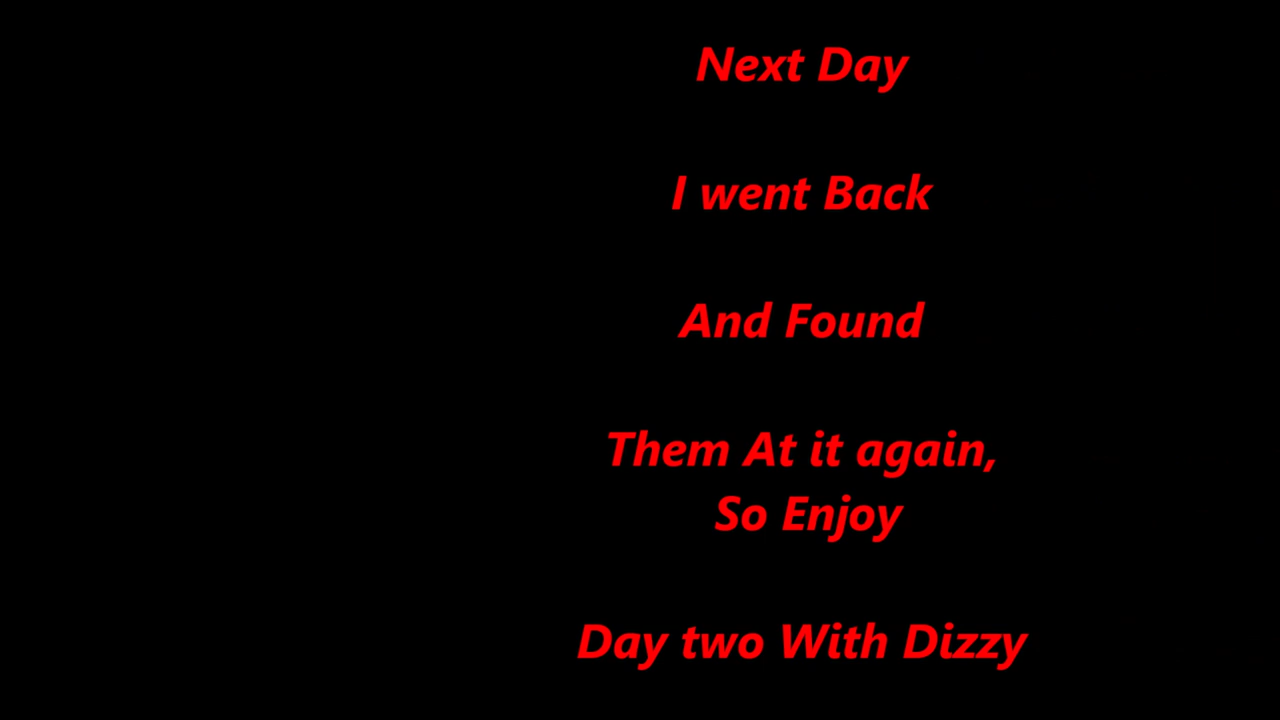 Next Day
I went Back
And Found
Them At it again,
So Enjoy
Day two With Dizzy